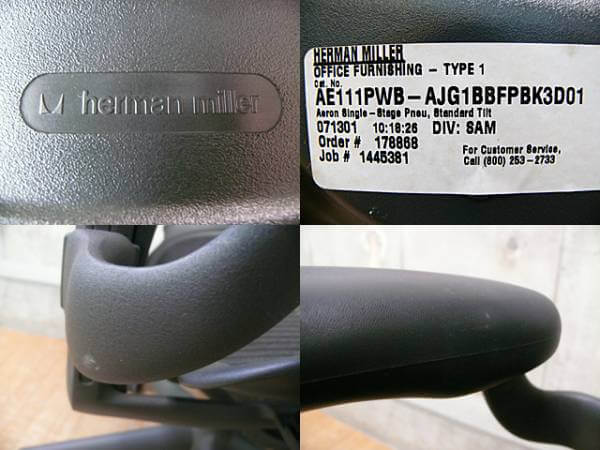 herman miller
HERMAN MILLER
OFFICE FURNISHING - TYPE 1
Cat. No.
AE111PWB-AJG1BBFPBK3D01
Aeron Single-Stage Pneu, Standard Tilt
071301 10:18:26 DIV: SAM
Order # 178868
For Customer Service,
Job # 1445381
Call (800) 253-2733